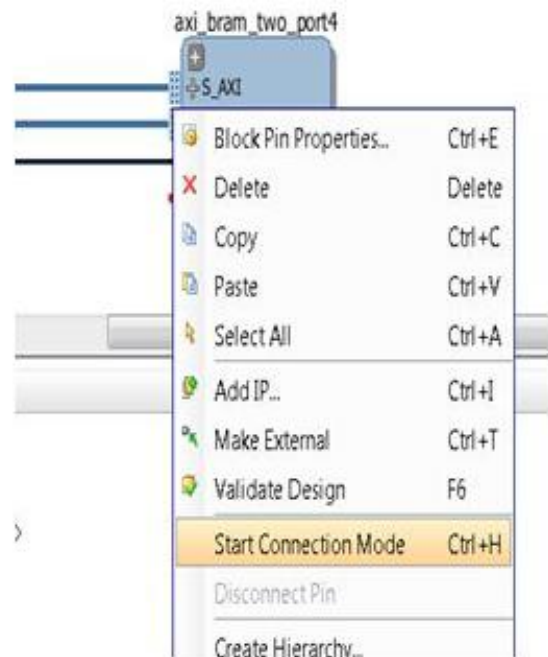 axi_bram_two_port4
S_AXI
Block Pin Properties... Ctrl+E
Delete Delete
Copy Ctrl+C
Paste Ctrl+V
Select All Ctrl+A
Add IP... Ctrl+I
Make External Ctrl+T
Validate Design F6
Start Connection Mode Ctrl+H
Disconnect Pin
Create Hierarchy...